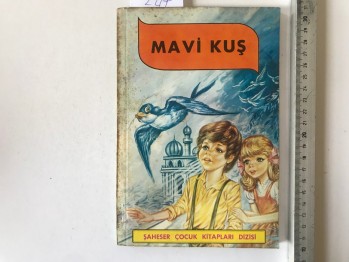 MAVİ KUŞ
ŞAHESER ÇOCUK KİTAPLARI DİZİSİ